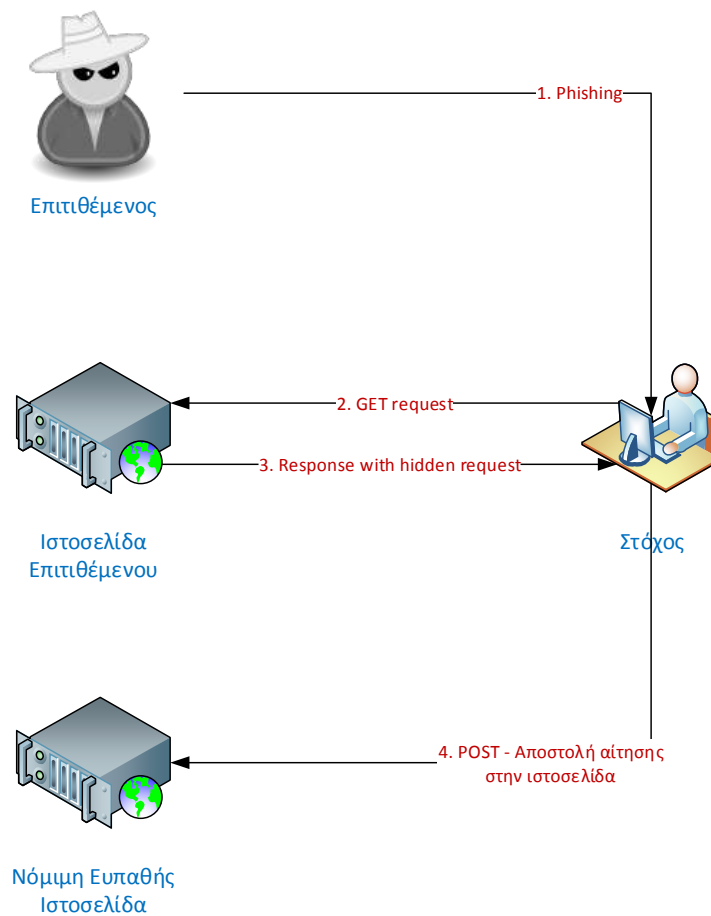 1. Phishing
Επιτιθέμενος
2. GET request
3. Response with hidden request
Ιστοσελίδα
Επιτιθέμενου
Στόχος
4. POST - Αποστολή αίτησης
στην ιστοσελίδα
Νόμιμη Ευπαθής
Ιστοσελίδα